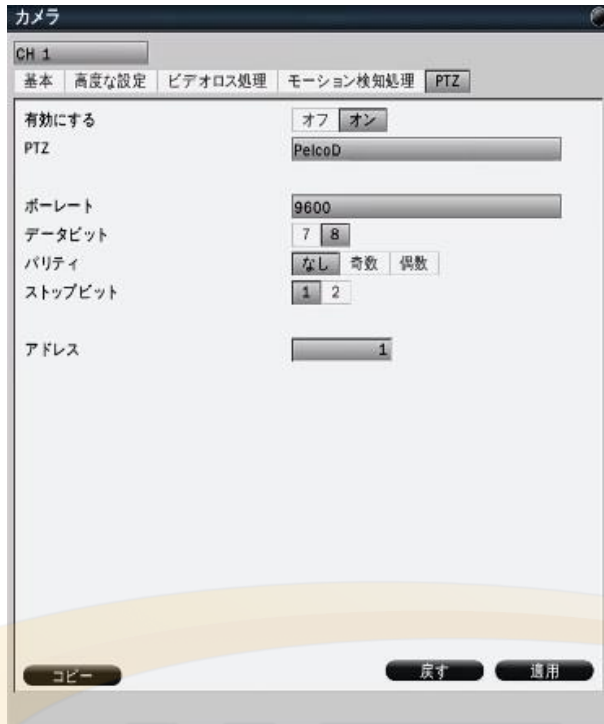 カメラ
CH 1
基本 高度な設定 ビデオロス処理 モーション検知処理 PTZ
有効にする オフ オン
PTZ PelcoD
ボーレート 9600
データビット 7 8
パリティ なし 奇数 偶数
ストップビット 1 2
アドレス 1
コピー 戻す 適用